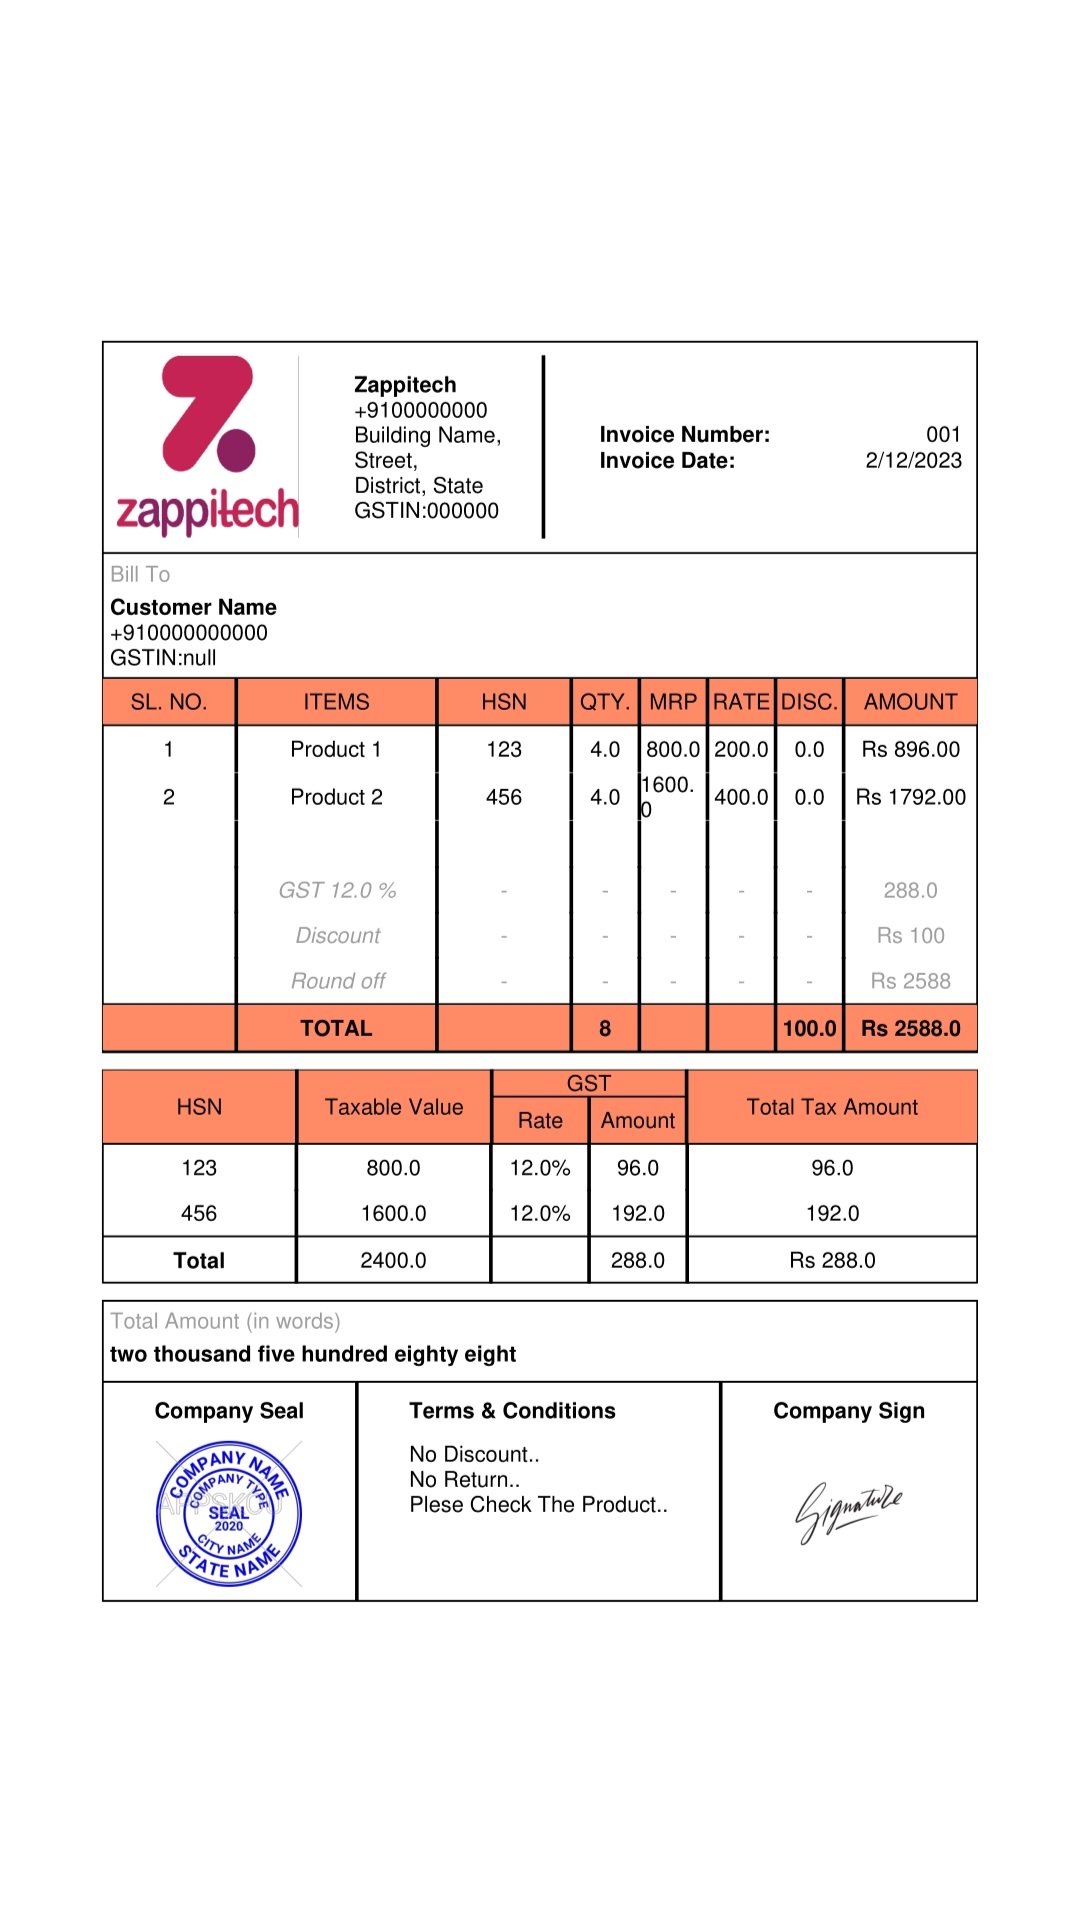 zappitech
Zappitech
+9100000000
Building Name,
Street,
District, State
GSTIN:000000
Invoice Number: 001
Invoice Date: 2/12/2023
Bill To
Customer Name
+910000000000
GSTIN:null
SL. NO. ITEMS HSN QTY. MRP RATE DISC. AMOUNT
1 Product 1 123 4.0 800.0 200.0 0.0 Rs 896.00
2 Product 2 456 4.0 1600.0 400.0 0.0 Rs 1792.00
GST 12.0 % - - - - - 288.0
Discount - - - - - Rs 100
Round off - - - - - Rs 2588
TOTAL 8 100.0 Rs 2588.0
HSN Taxable Value GST Total Tax Amount
Rate Amount
123 800.0 12.0% 96.0 96.0
456 1600.0 12.0% 192.0 192.0
Total 2400.0 288.0 Rs 288.0
Total Amount (in words)
two thousand five hundred eighty eight
Company Seal
COMPANY NAME
COMPANY TYPE
SEAL
2020
CITY NAME
STATE NAME
Terms & Conditions
No Discount..
No Return..
Plese Check The Product..
Company Sign
Signature